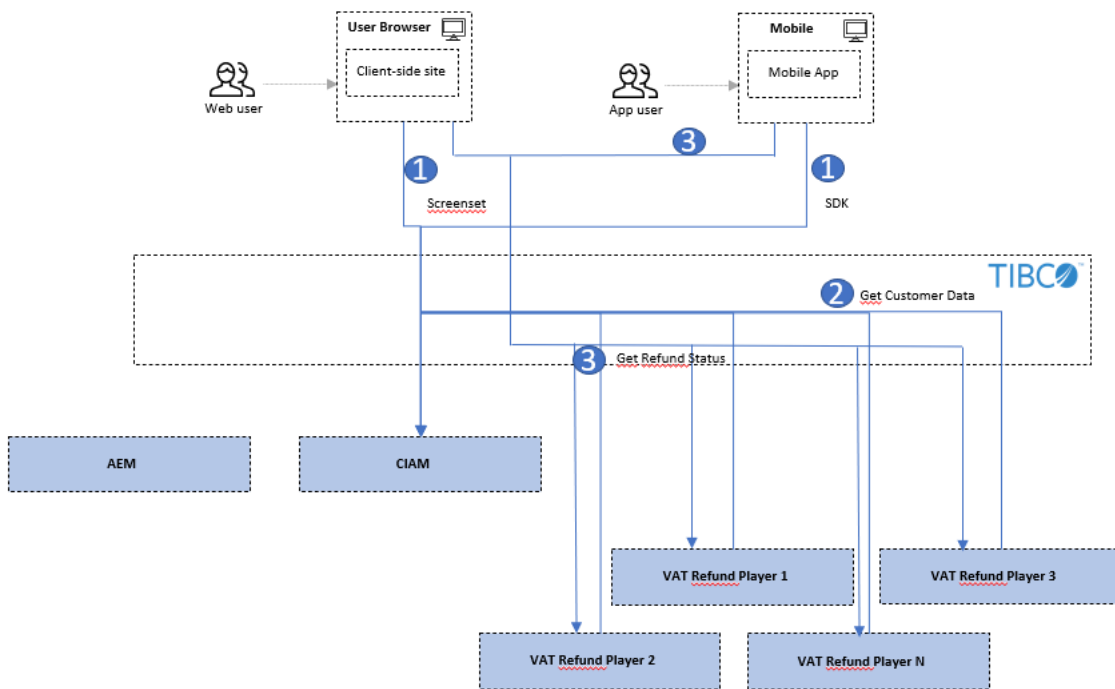 User Browser
Mobile
Client-side site
Mobile App
Web user
App user
3
1
1
Screenset
SDK
TIBCO™
2 Get Customer Data
3 Get Refund Status
AEM
CIAM
VAT Refund Player 1
VAT Refund Player 3
VAT Refund Player 2
VAT Refund Player N